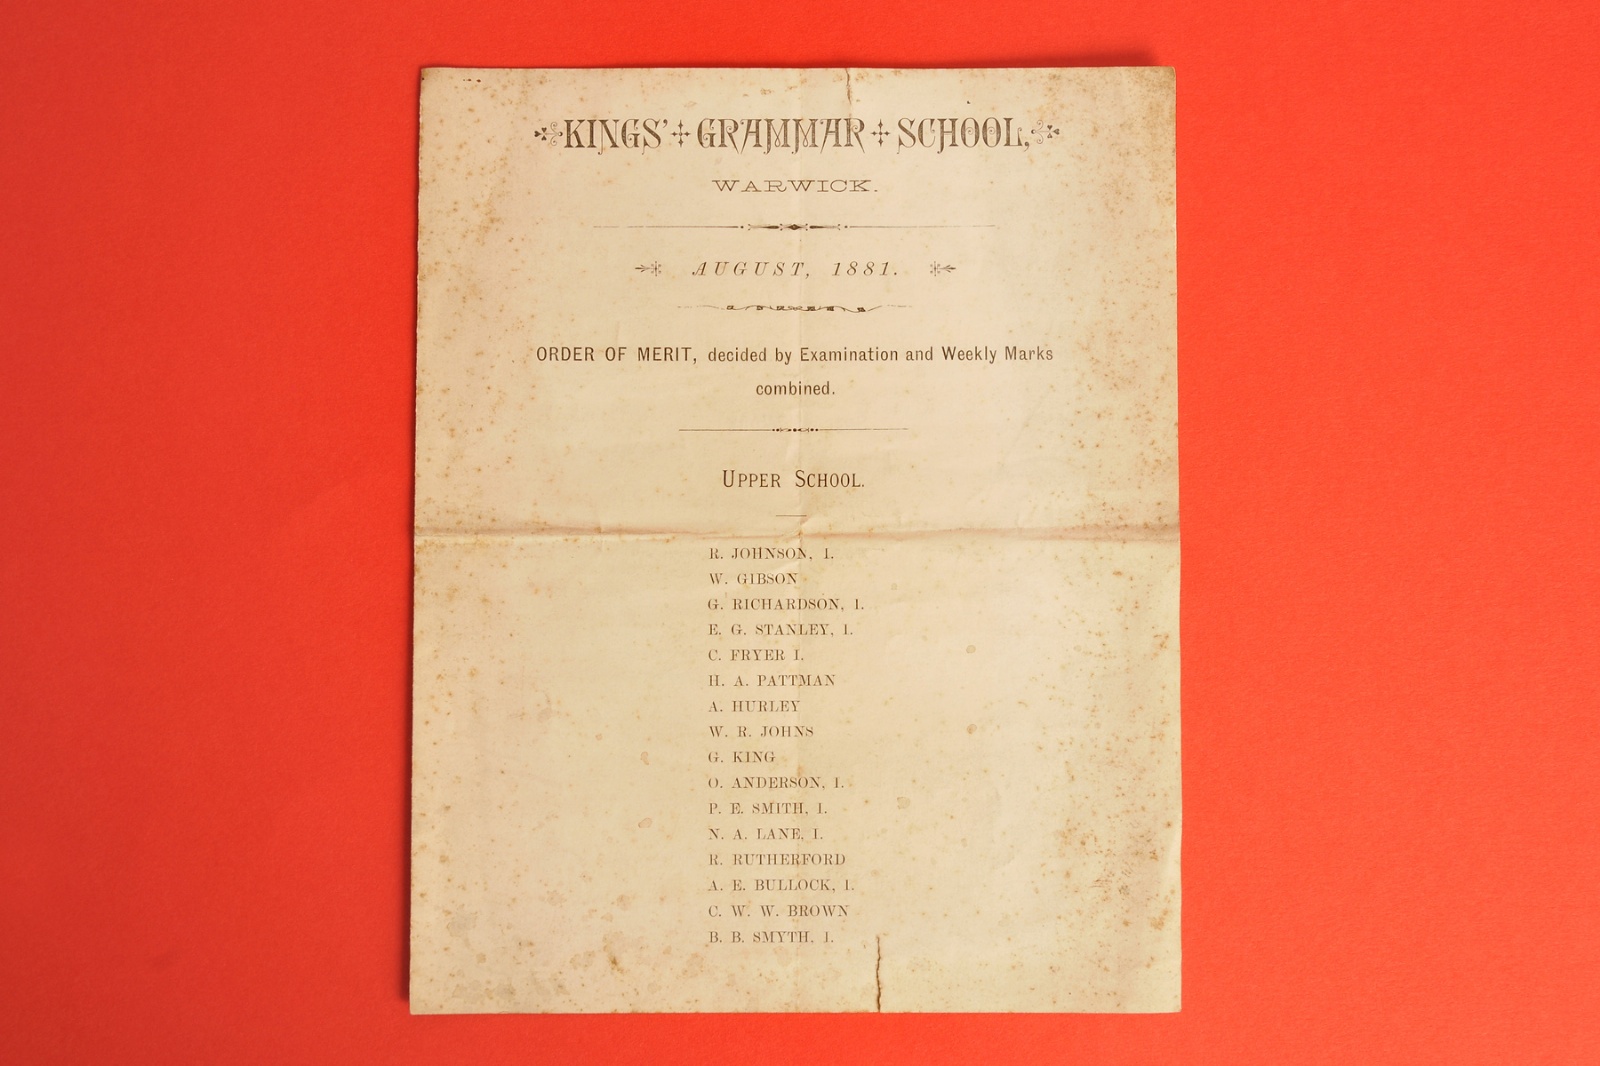 KINGS' GRAMMAR SCHOOL,
WARWICK.
AUGUST, 1881.
ORDER OF MERIT, decided by Examination and Weekly Marks
combined.
UPPER SCHOOL.
R. JOHNSON, I.
W. GIBSON
G. RICHARDSON, I.
E. G. STANLEY, I.
C. FRYER I.
H. A. PATTMAN
A. HURLEY
W. R. JOHNS
G. KING
O. ANDERSON, I.
P. E. SMITH, I.
N. A. LANE, I.
R. RUTHERFORD
A. E. BULLOCK, I.
C. W. W. BROWN
B. B. SMYTH, I.